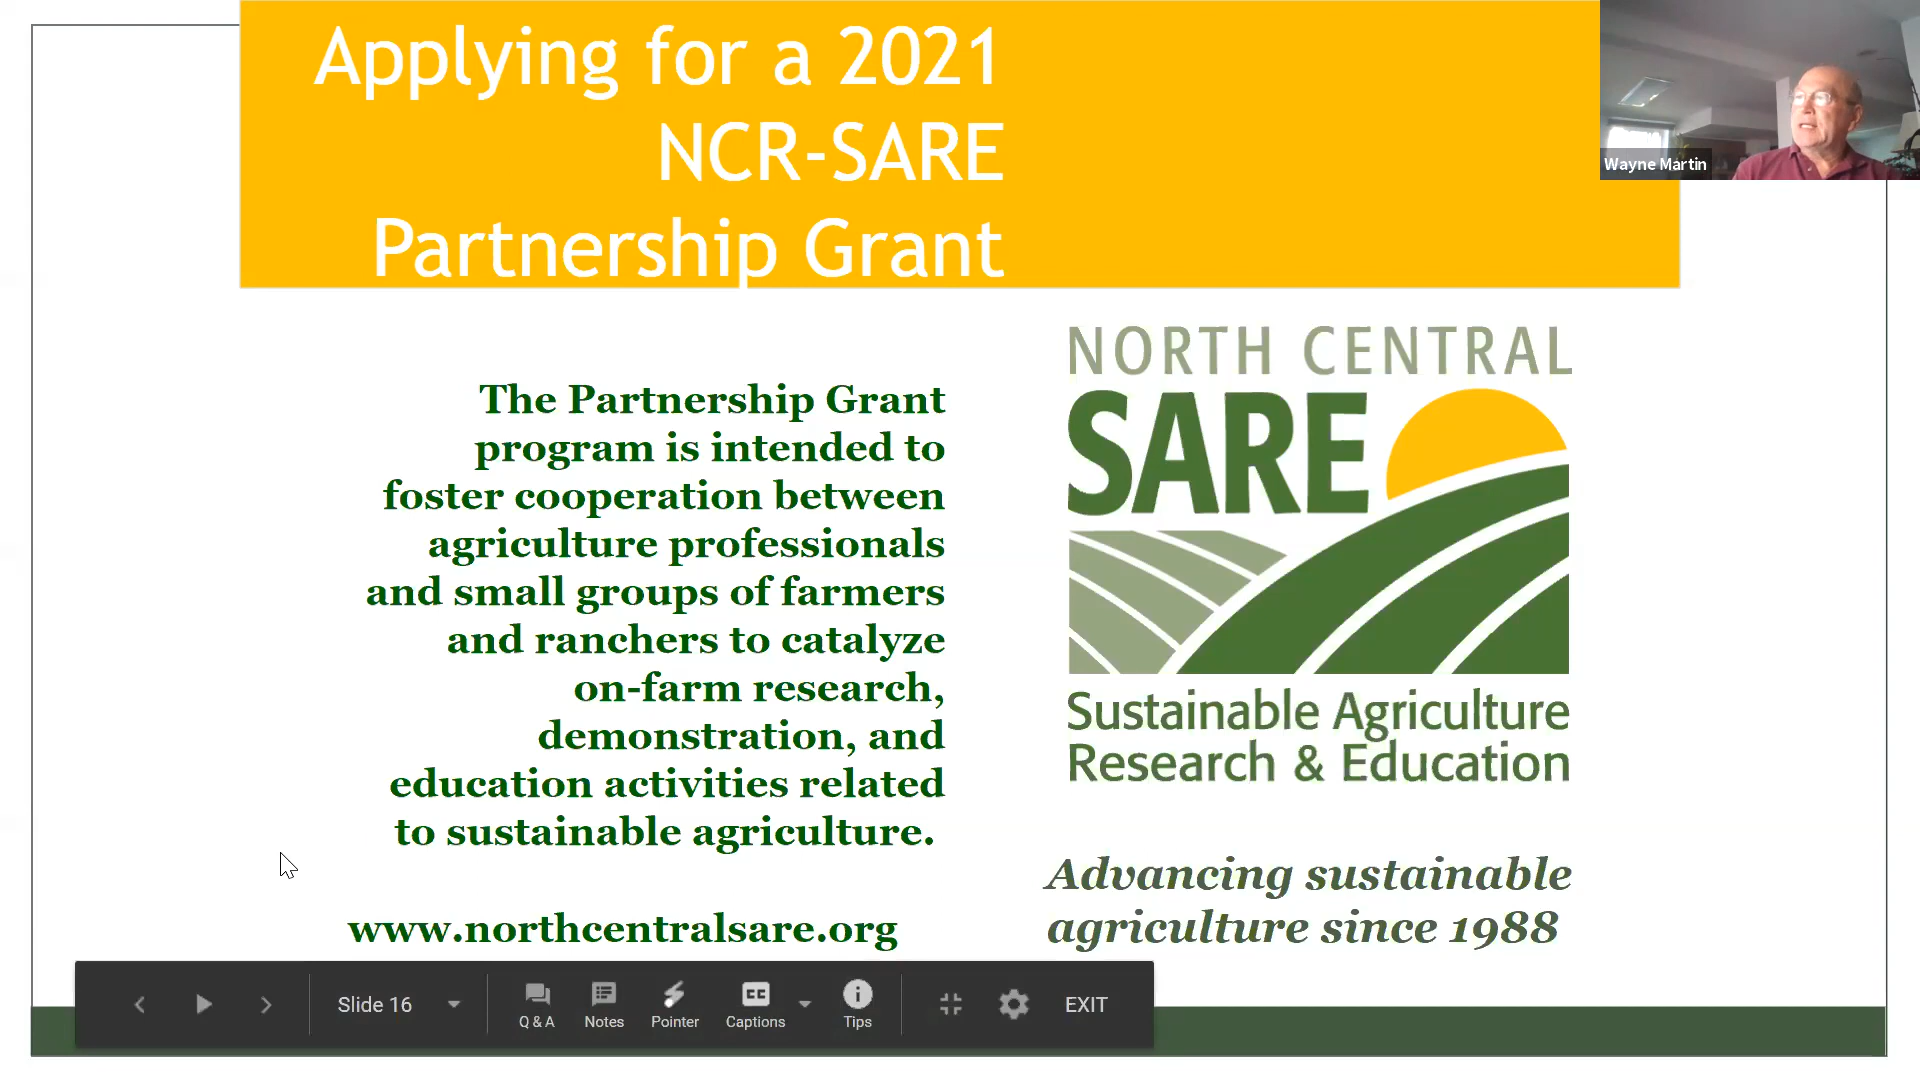 Applying for a 2021
NCR-SARE
Partnership Grant
Wayne Martin
The Partnership Grant
program is intended to
foster cooperation between
agriculture professionals
and small groups of farmers
and ranchers to catalyze
on-farm research,
demonstration, and
education activities related
to sustainable agriculture.
www.northcentralsare.org
NORTH CENTRAL
SARE
Sustainable Agriculture
Research & Education
Advancing sustainable
agriculture since 1988
Slide 16
Q & A
Notes
Pointer
CC
Captions
Tips
EXIT